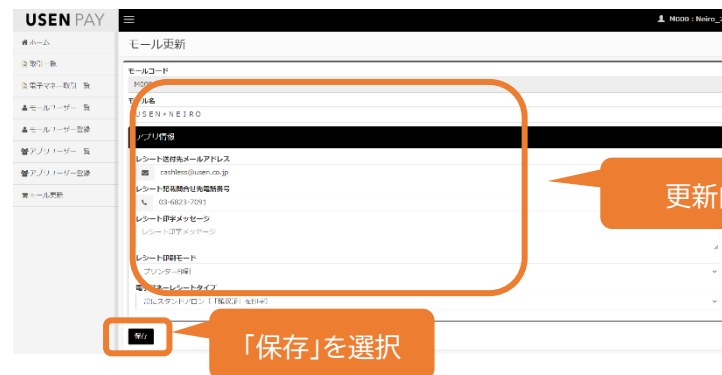 USEN PAY
M000 : Neiro_
ホーム
モール更新
取引一覧
電子マネー取引一覧
モールユーザー一覧
モールユーザー登録
アプリユーザー一覧
アプリユーザー登録
モール更新
モールコード
M000
モール名
USEN*NEIRO
アプリ情報
レシート送付先メールアドレス
cashless@usen.co.jp
レシート記載問合せ先電話番号
03-6823-7091
レシート印字メッセージ
レシート印字メッセージ
レシート印刷モード
プリンター印刷
電子マネーレシートタイプ
更新
保存
「保存」を選択